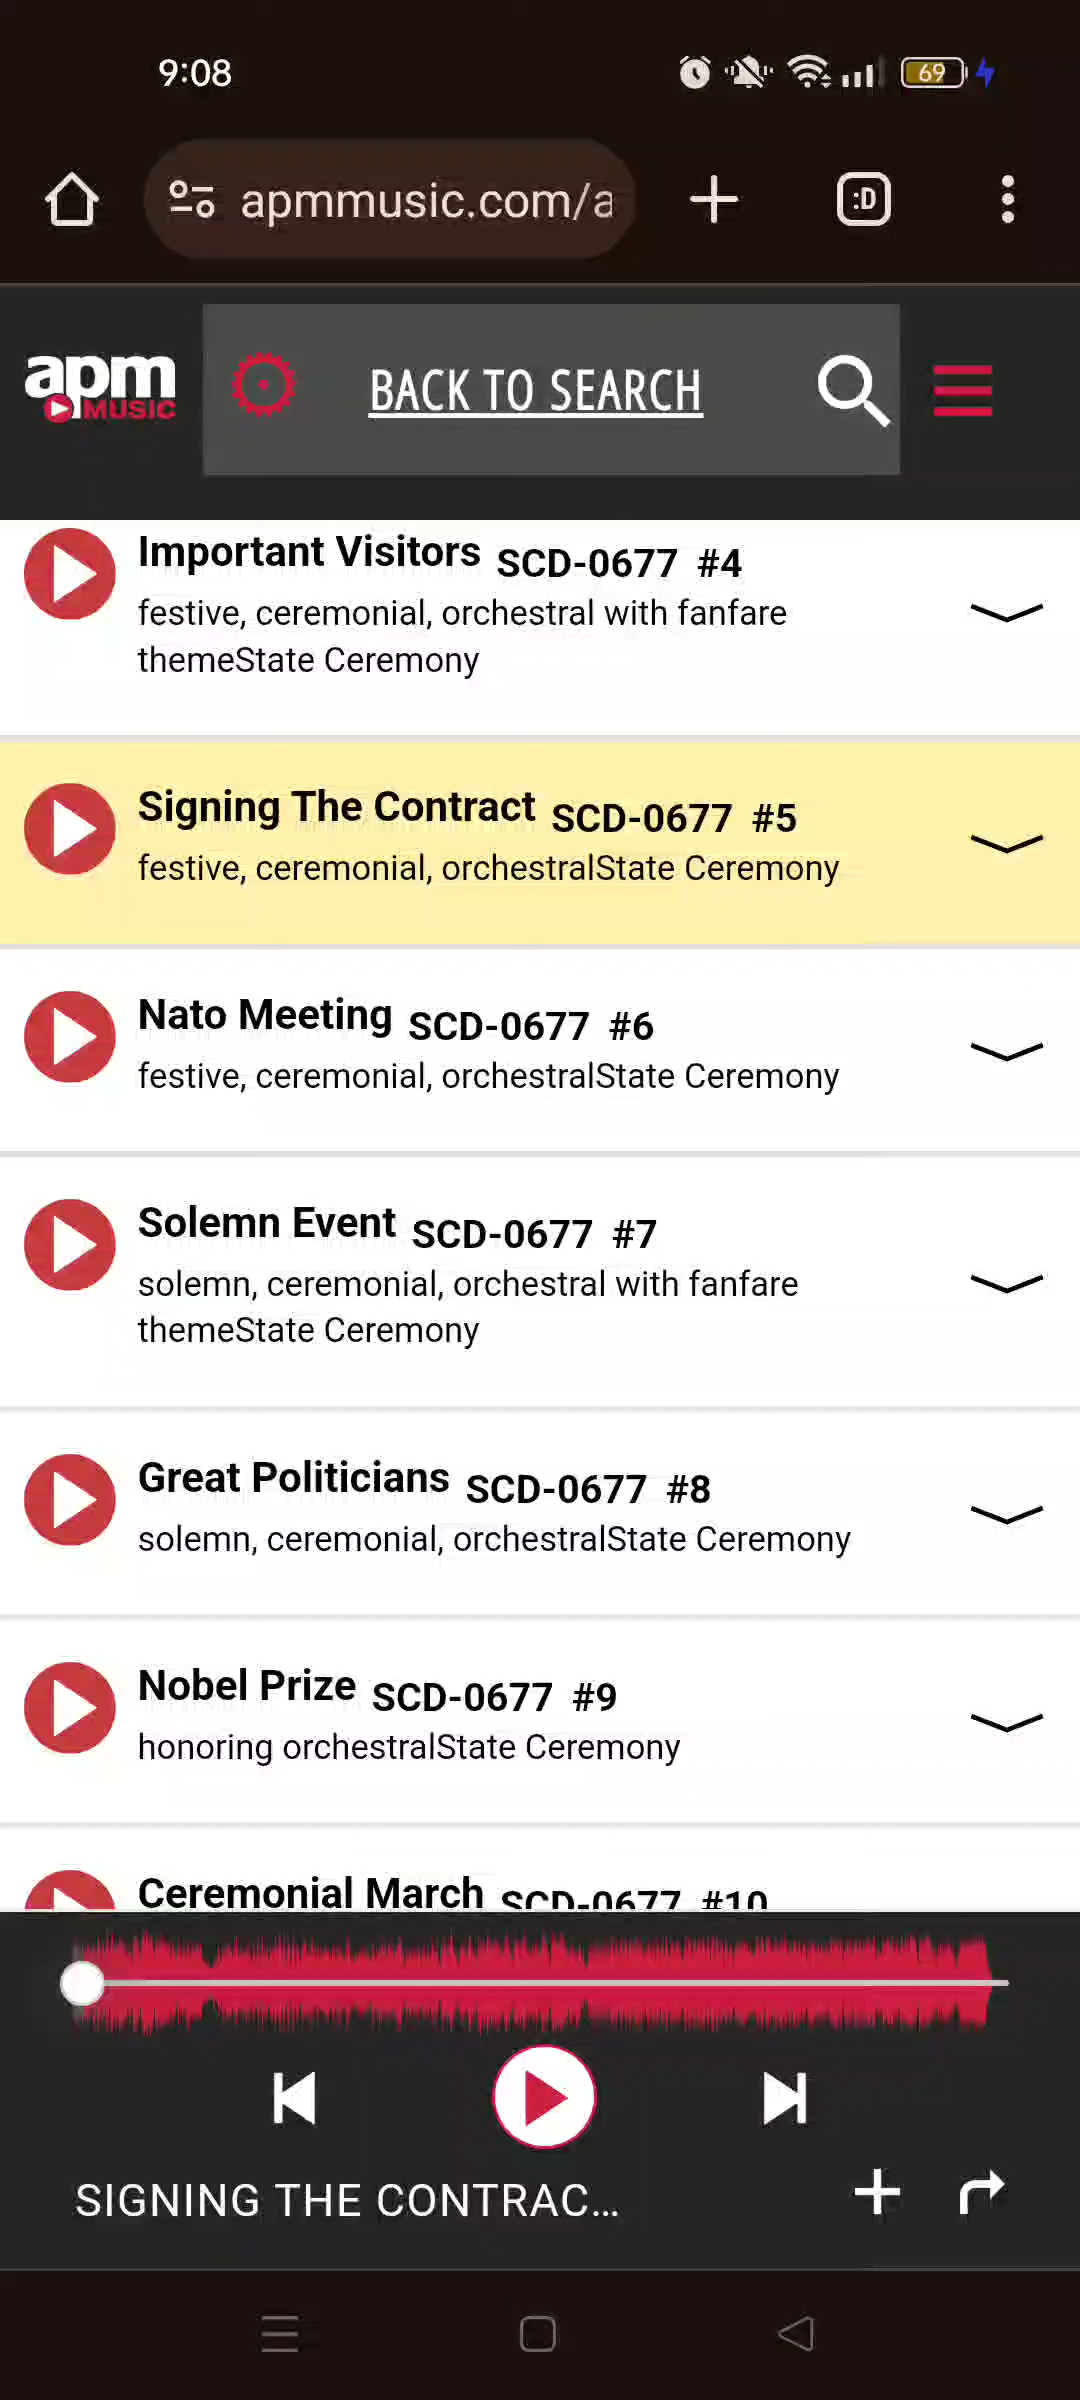 9:08
69
apmmusic.com/a
:D
apm
MUSIC
BACK TO SEARCH
Important Visitors SCD-0677 #4
festive, ceremonial, orchestral with fanfare
themeState Ceremony
Signing The Contract SCD-0677 #5
festive, ceremonial, orchestralState Ceremony
Nato Meeting SCD-0677 #6
festive, ceremonial, orchestralState Ceremony
Solemn Event SCD-0677 #7
solemn, ceremonial, orchestral with fanfare
themeState Ceremony
Great Politicians SCD-0677 #8
solemn, ceremonial, orchestralState Ceremony
Nobel Prize SCD-0677 #9
honoring orchestralState Ceremony
Ceremonial March SCD-0677 #10
SIGNING THE CONTRAC...